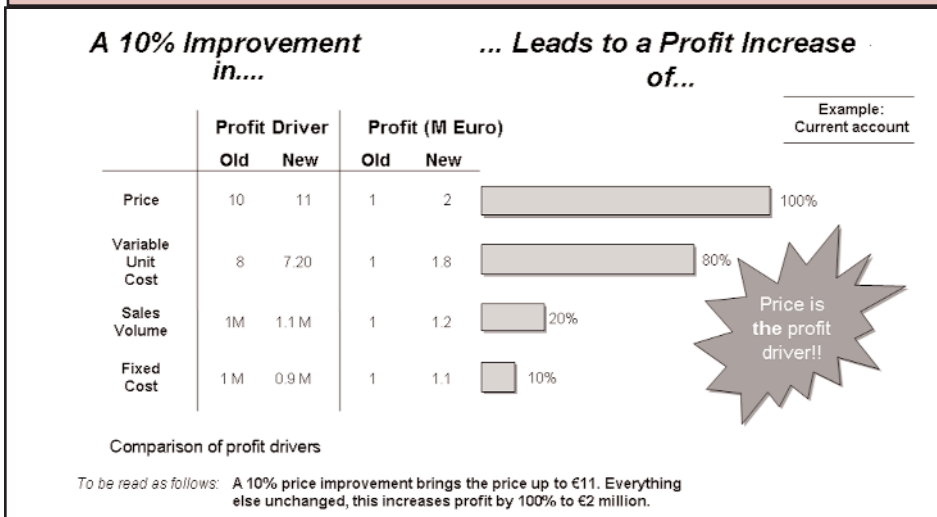 A 10% Improvement
in....
... Leads to a Profit Increase
of...
Example:
Current account
Profit Driver Profit (M Euro)
Old New Old New
Price 10 11 1 2 100%
Variable
Unit
Cost
8 7.20 1 1.8 80%
Sales
Volume
1M 1.1 M 1 1.2 20%
Fixed
Cost
1 M 0.9 M 1 1.1 10%
Price is
the profit
driver!!
Comparison of profit drivers
To be read as follows: A 10% price improvement brings the price up to €11. Everything
else unchanged, this increases profit by 100% to €2 million.